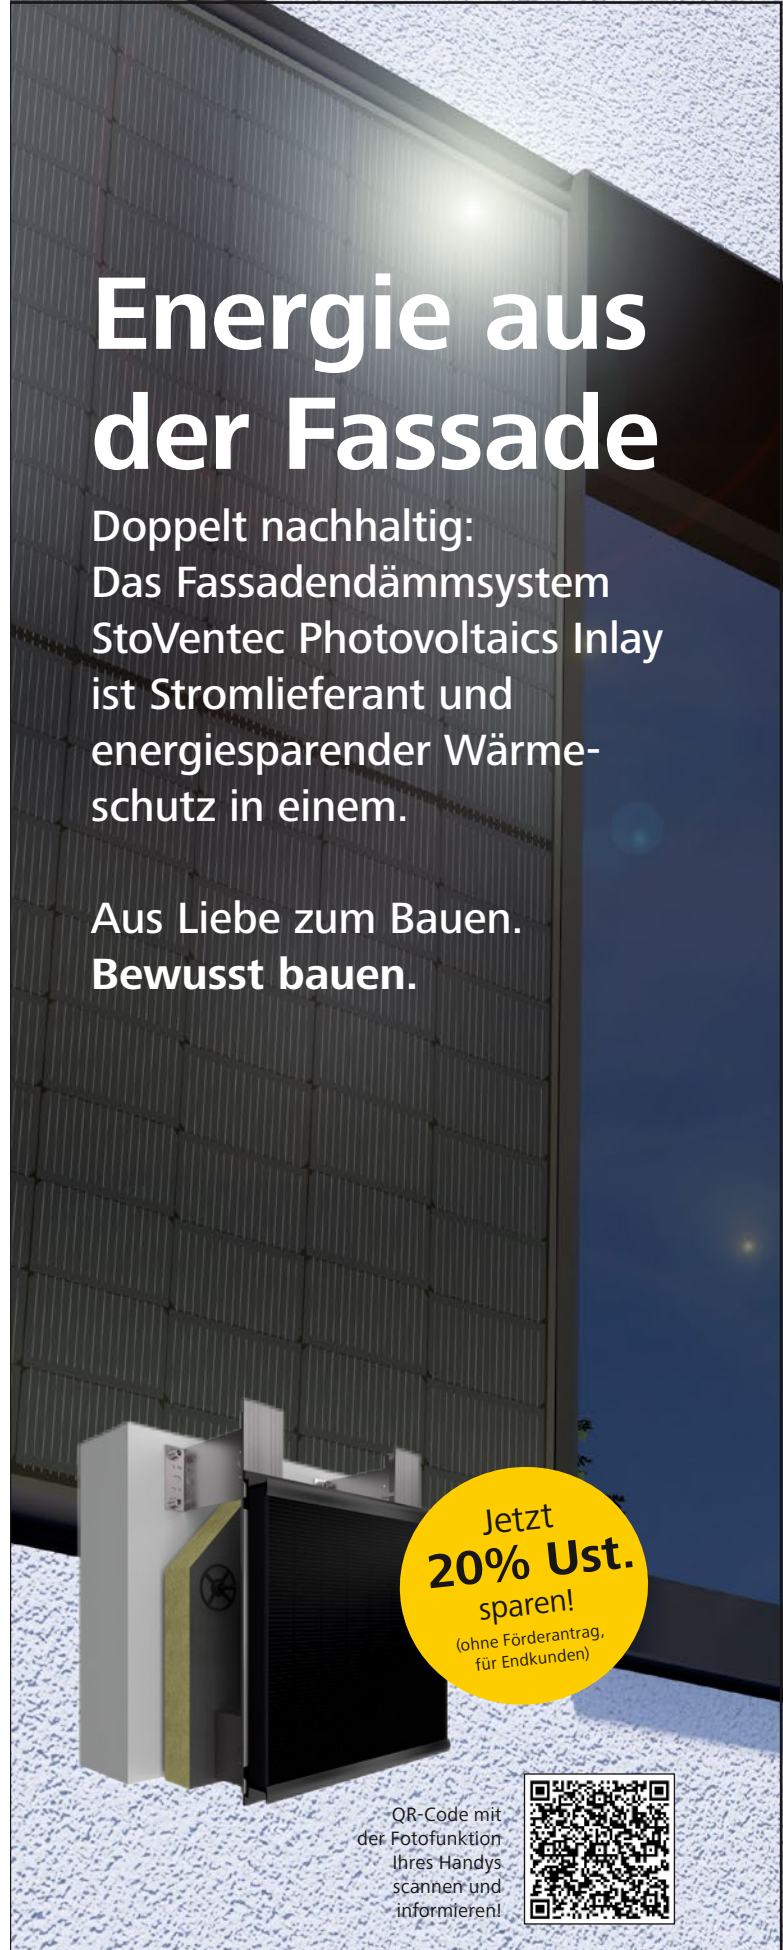 Energie aus
der Fassade
Doppelt nachhaltig:
Das Fassadendämmsystem
StoVentec Photovoltaics Inlay
ist Stromlieferant und
energiesparender Wärme-
schutz in einem.
Aus Liebe zum Bauen.
Bewusst bauen.
Jetzt
20% Ust.
sparen!
(ohne Förderantrag,
für Endkunden)
QR-Code mit
der Fotofunktion
Ihres Handys
scannen und
informieren!